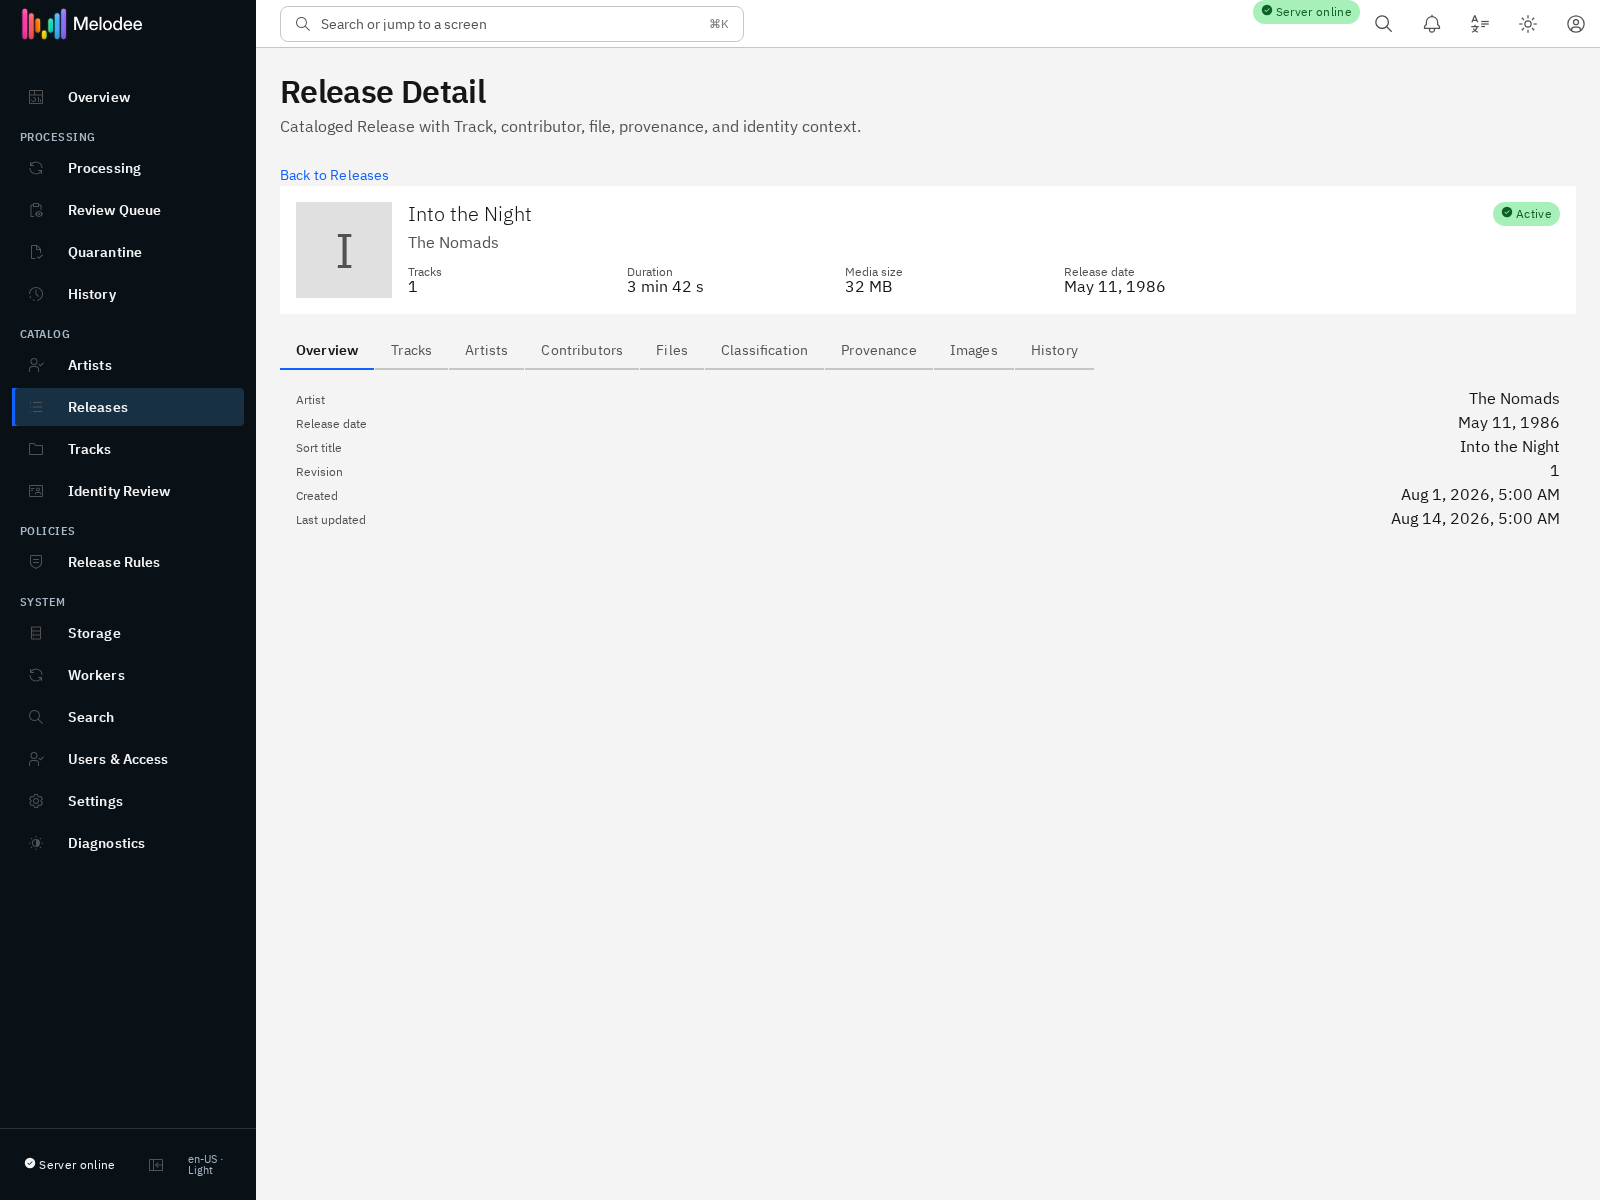 Melodee
Search or jump to a screen
⌘K
Server online
Overview
PROCESSING
Processing
Review Queue
Quarantine
History
CATALOG
Artists
Releases
Tracks
Identity Review
POLICIES
Release Rules
SYSTEM
Storage
Workers
Search
Users & Access
Settings
Diagnostics
Server online
en-US ·
Light
Release Detail
Cataloged Release with Track, contributor, file, provenance, and identity context.
Back to Releases
I
Into the Night
Active
The Nomads
Tracks
1
Duration
3 min 42 s
Media size
32 MB
Release date
May 11, 1986
Overview Tracks Artists Contributors Files Classification Provenance Images History
Artist The Nomads
Release date May 11, 1986
Sort title Into the Night
Revision 1
Created Aug 1, 2026, 5:00 AM
Last updated Aug 14, 2026, 5:00 AM